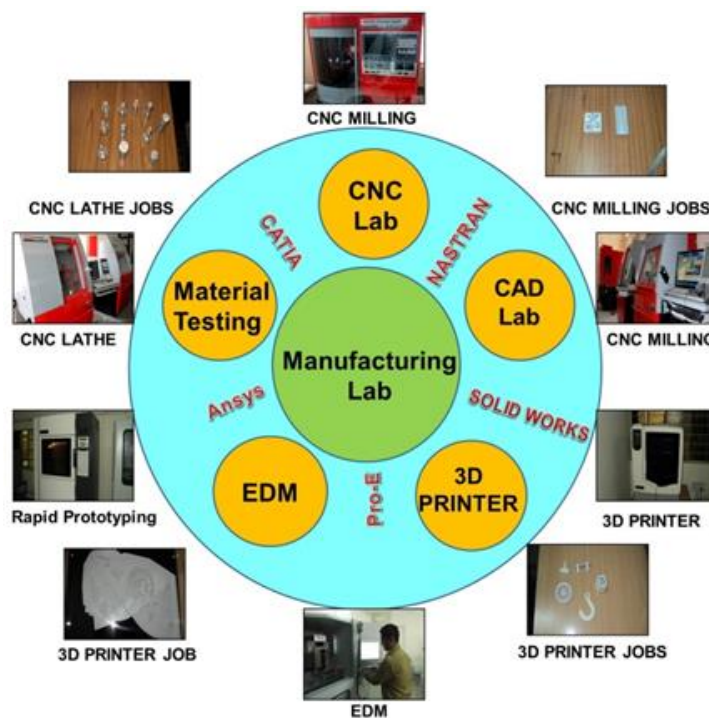 CNC MILLING
CNC LATHE JOBS
CNC MILLING JOBS
CNC
Lab
CATIA
NASTRAN
Material
Testing
CAD
Lab
CNC LATHE
CNC MILLING
Manufacturing
Lab
Ansys
SOLID WORKS
EDM
Pro-E
3D
PRINTER
Rapid Prototyping
3D PRINTER
3D PRINTER JOB
3D PRINTER JOBS
EDM